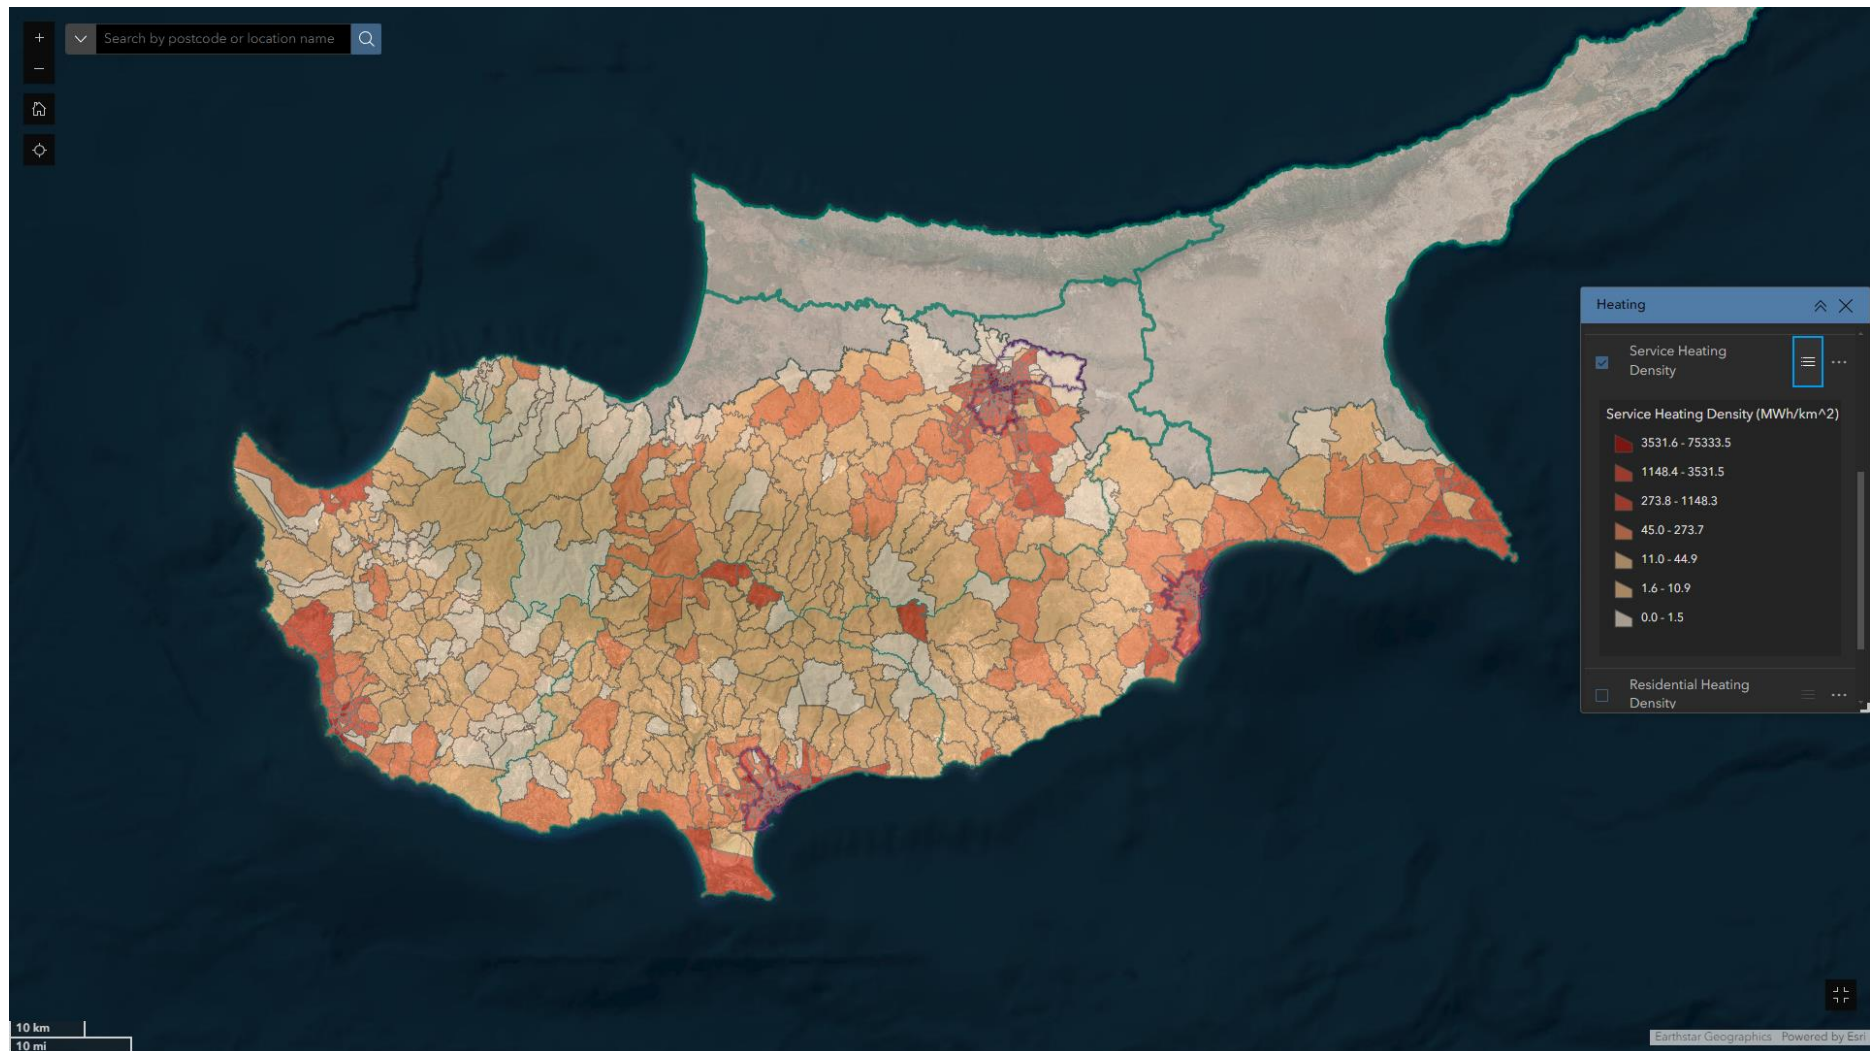 Search by postcode or location name
Heating
Service Heating
Density
Service Heating Density (MWh/km^2)
3531.6 - 75333.5
1148.4 - 3531.5
273.8 - 1148.3
45.0 - 273.7
11.0 - 44.9
1.6 - 10.9
0.0 - 1.5
Residential Heating
Density
10 km
10 mi
Earthstar Geographics Powered by Esri